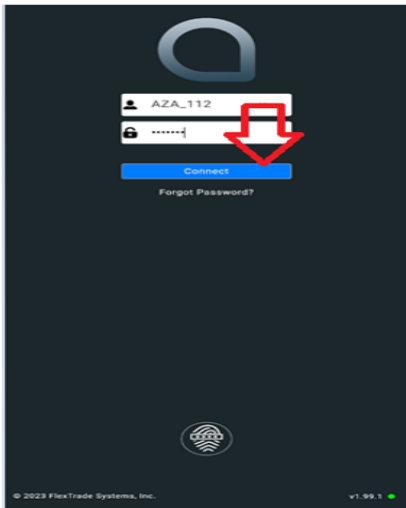 AZA_112
·······
Connect
Forgot Password?
© 2023 FlexTrade Systems, Inc.
v1.99.1